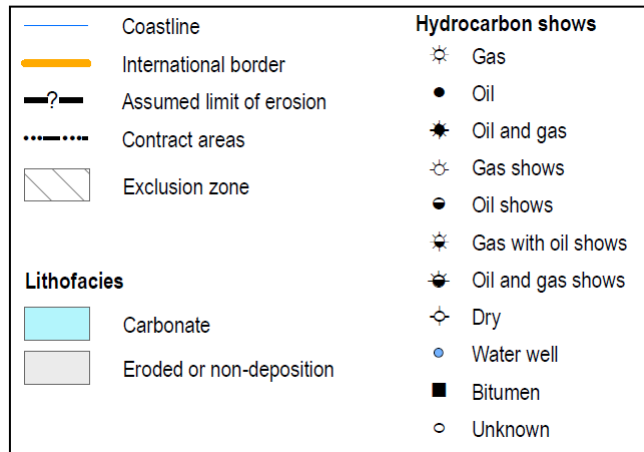 Coastline
International border
?
Assumed limit of erosion
Contract areas
Exclusion zone
Lithofacies
Carbonate
Eroded or non-deposition
Hydrocarbon shows
Gas
Oil
Oil and gas
Gas shows
Oil shows
Gas with oil shows
Oil and gas shows
Dry
Water well
Bitumen
Unknown